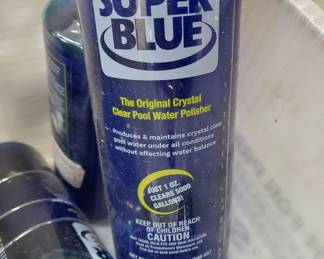 SUPER
BLUE
The Original Crystal
Clear Pool Water Polisher
Produces & maintains crystal clear
pool water under all conditions
without affecting water balance
JUST 1 OZ.
CLEARS 5000
GALLONS!
KEEP OUT OF REACH
OF CHILDREN
CAUTION